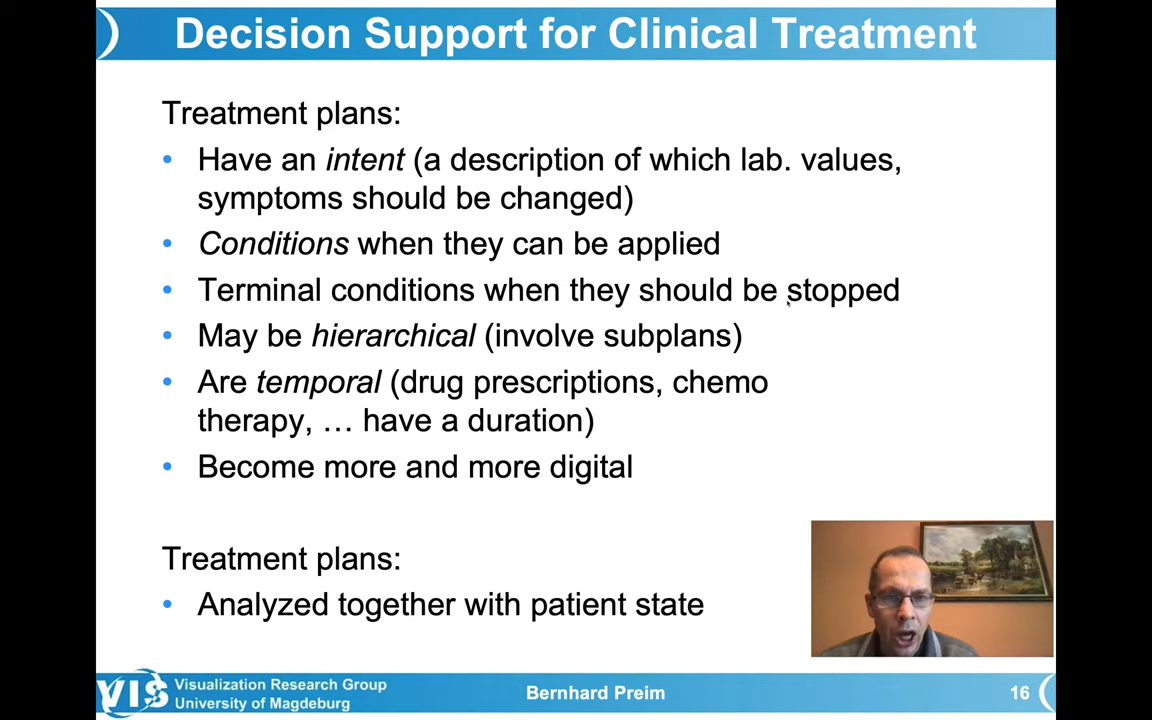 Decision Support for Clinical Treatment
Treatment plans:
• Have an intent (a description of which lab. values,
symptoms should be changed)
• Conditions when they can be applied
• Terminal conditions when they should be stopped
• May be hierarchical (involve subplans)
• Are temporal (drug prescriptions, chemo
therapy, … have a duration)
• Become more and more digital
Treatment plans:
• Analyzed together with patient state
VIS
Visualization Research Group
University of Magdeburg
Bernhard Preim
16